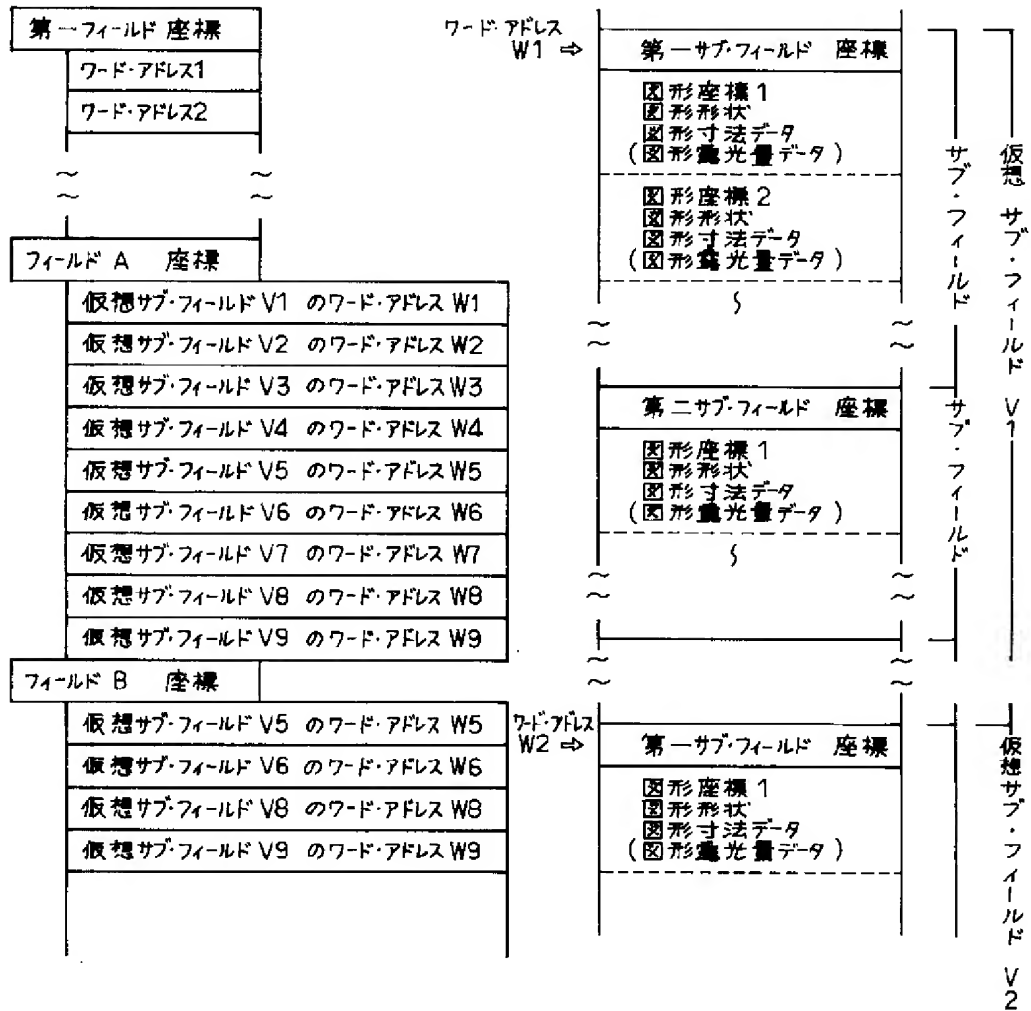 第一フィールド 座標
ワード・アドレス1
ワード・アドレス2
フィールド A 座標
仮想サブ・フィールド V1 のワード・アドレス W1
仮想サブ・フィールド V2 のワード・アドレス W2
仮想サブ・フィールド V3 のワード・アドレス W3
仮想サブ・フィールド V4 のワード・アドレス W4
仮想サブ・フィールド V5 のワード・アドレス W5
仮想サブ・フィールド V6 のワード・アドレス W6
仮想サブ・フィールド V7 のワード・アドレス W7
仮想サブ・フィールド V8 のワード・アドレス W8
仮想サブ・フィールド V9 のワード・アドレス W9
フィールド B 座標
仮想サブ・フィールド V5 のワード・アドレス W5
仮想サブ・フィールド V6 のワード・アドレス W6
仮想サブ・フィールド V8 のワード・アドレス W8
仮想サブ・フィールド V9 のワード・アドレス W9
ワード・アドレス
W1 ⇨
第一サブ・フィールド 座標
図形座標1
図形形状
図形寸法データ
(図形露光量データ)
図形座標2
図形形状
図形寸法データ
(図形露光量データ)
第二サブ・フィールド 座標
図形座標1
図形形状
図形寸法データ
(図形露光量データ)
ワード・アドレス
W2 ⇨
第一サブ・フィールド 座標
図形座標1
図形形状
図形寸法データ
(図形露光量データ)
サブ・フィールド
サブ・フィールド
仮想サブ・フィールド V1
仮想サブ・フィールド V2